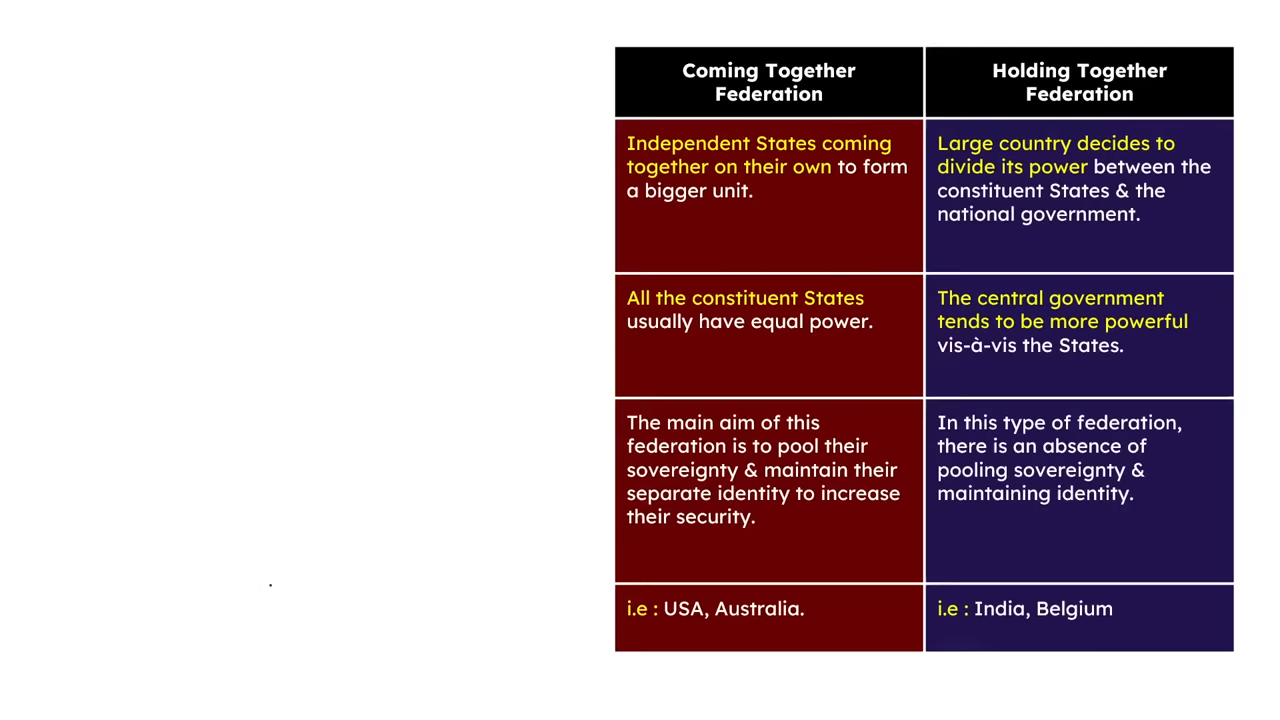 Coming Together
Federation
Holding Together
Federation
Independent States coming
together on their own to form
a bigger unit.
Large country decides to
divide its power between the
constituent States & the
national government.
All the constituent States
usually have equal power.
The central government
tends to be more powerful
vis-à-vis the States.
The main aim of this
federation is to pool their
sovereignty & maintain their
separate identity to increase
their security.
In this type of federation,
there is an absence of
pooling sovereignty &
maintaining identity.
i.e : USA, Australia.
i.e : India, Belgium